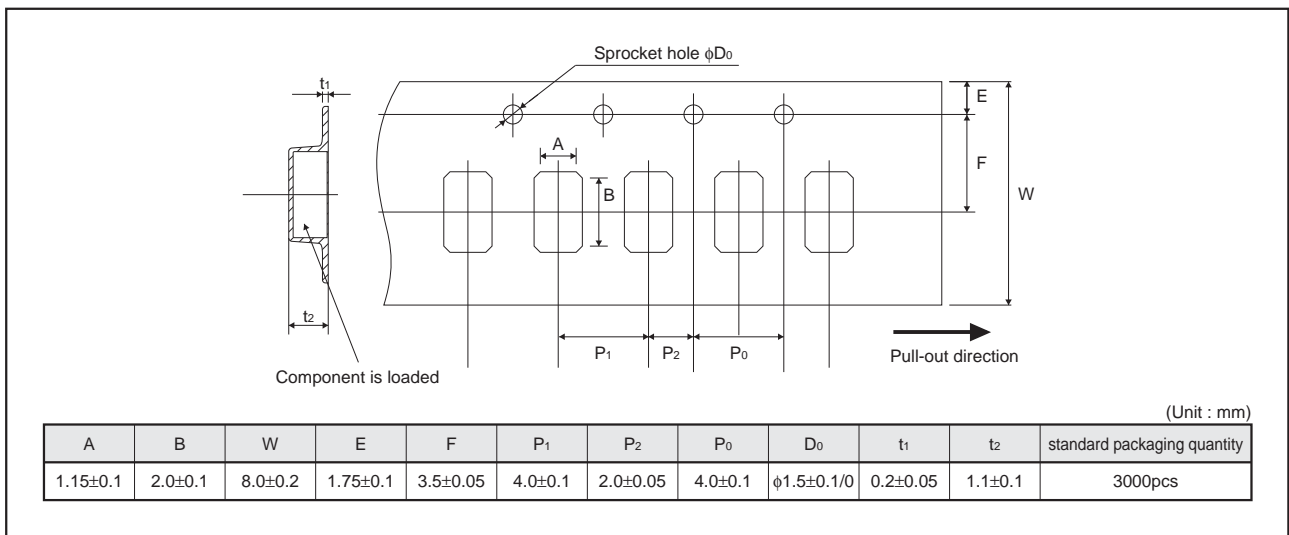 Sprocket hole ϕD0
t1
E
A
F
B
W
t2
P1
P2
P0
Pull-out direction
Component is loaded
(Unit : mm)
A B W E F P1 P2 P0 D0 t1 t2 standard packaging quantity
1.15±0.1 2.0±0.1 8.0±0.2 1.75±0.1 3.5±0.05 4.0±0.1 2.0±0.05 4.0±0.1 ϕ1.5±0.1/0 0.2±0.05 1.1±0.1 3000pcs